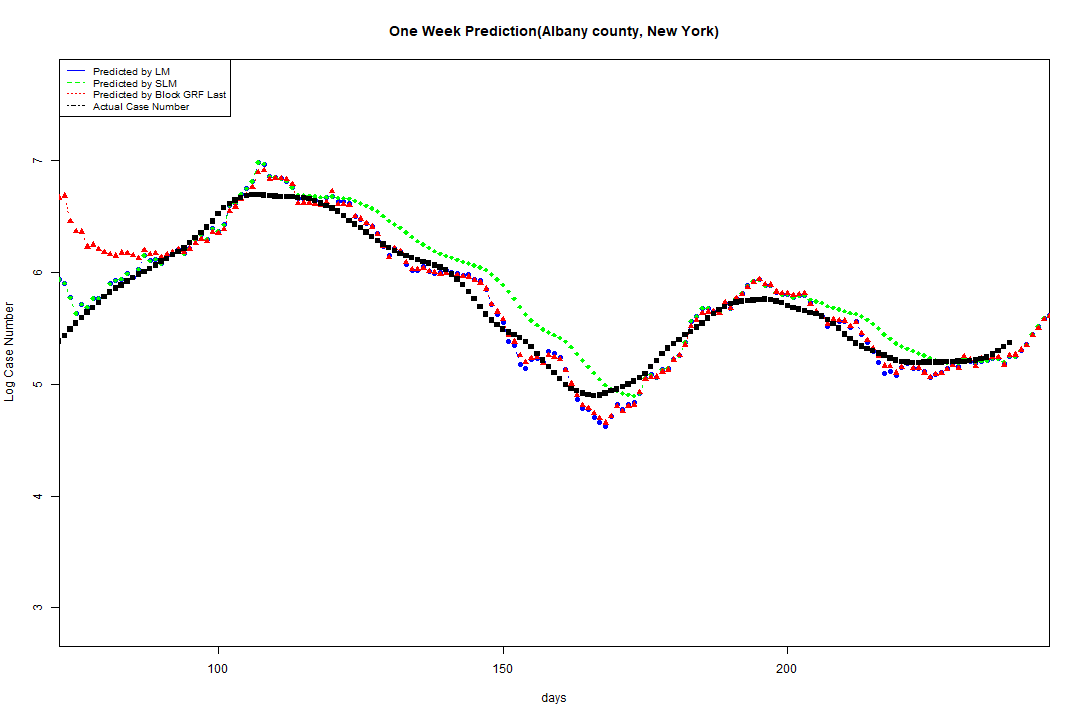 One Week Prediction(Albany county, New York)
Predicted by LM
Predicted by SLM
Predicted by Block GRF Last
Actual Case Number
7
6
5
4
3
Log Case Number
100 150 200
days